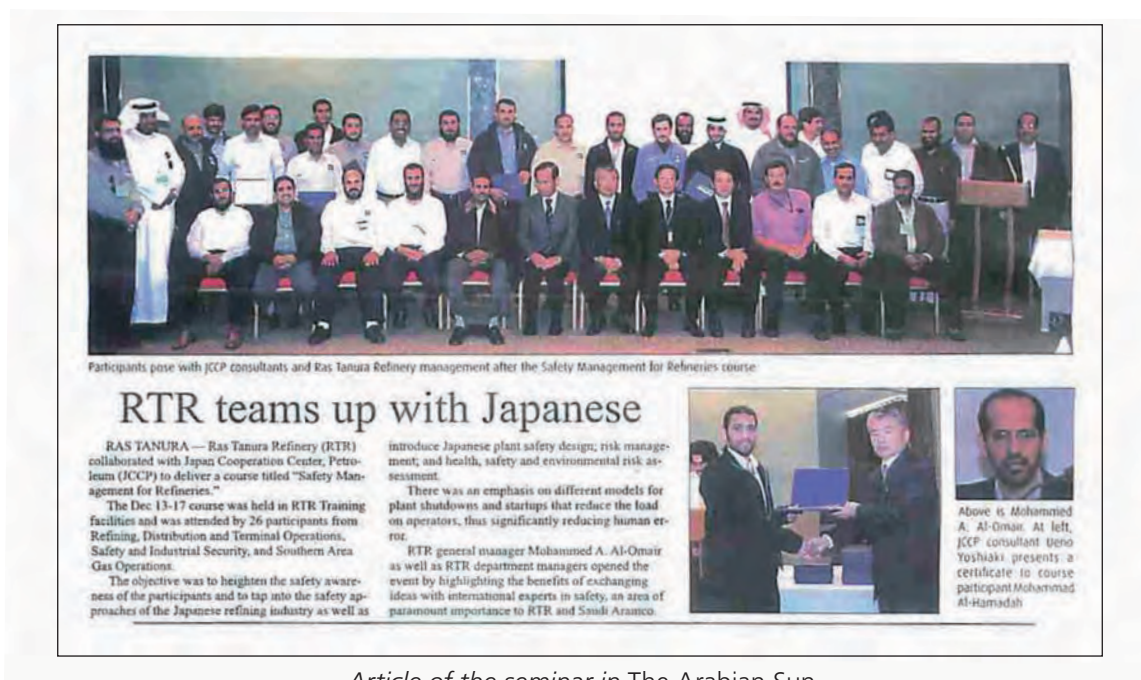 Participants pose with JCCP consultants and Ras Tanura Refinery management after the Safety Management for Refineries course.
RTR teams up with Japanese
RAS TANURA — Ras Tanura Refinery (RTR)
collaborated with Japan Cooperation Center, Petro-
leum (JCCP) to deliver a course titled "Safety Man-
agement for Refineries."
The Dec 13-17 course was held in RTR Training
facilities and was attended by 26 participants from
Refining, Distribution and Terminal Operations,
Safety and Industrial Security, and Southern Area
Gas Operations.
The objective was to heighten the safety aware-
ness of the participants and to tap into the safety ap-
proaches of the Japanese refining industry as well as
introduce Japanese plant safety design; risk manage-
ment; and health, safety and environmental risk as-
sessment.
There was an emphasis on different models for
plant shutdowns and startups that reduce the load
on operators, thus significantly reducing human er-
ror.
RTR general manager Mohammed A. Al-Omair
as well as RTR department managers opened the
event by highlighting the benefits of exchanging
ideas with international experts in safety, an area of
paramount importance to RTR and Saudi Aramco.
Above is Mohammed
A. Al-Omair. At left,
JCCP consultant Ueno
Yoshiaki presents a
certificate to course
participant Mohammad
Al-Hamadah
Article of the seminar in The Arabian Sun